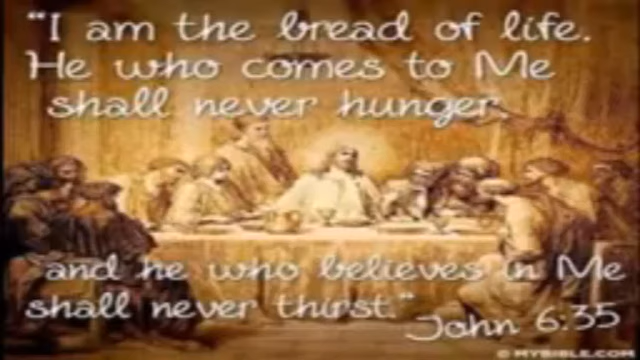 “I am the bread of life.
He who comes to Me
shall never hunger,
and he who believes in Me
shall never thirst.”
John 6:35
© MYBIBLE.COM